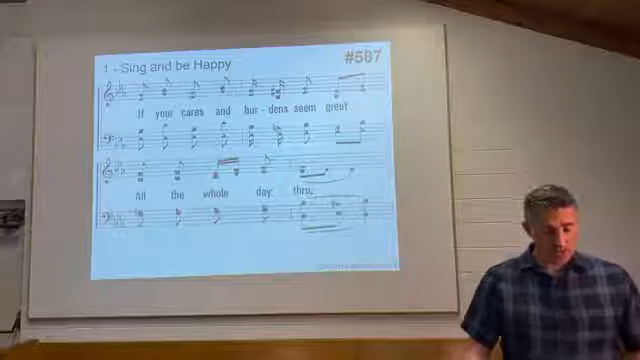 1 - Sing and be Happy
#587
If your cares and bur - dens seem great
All the whole day thru,